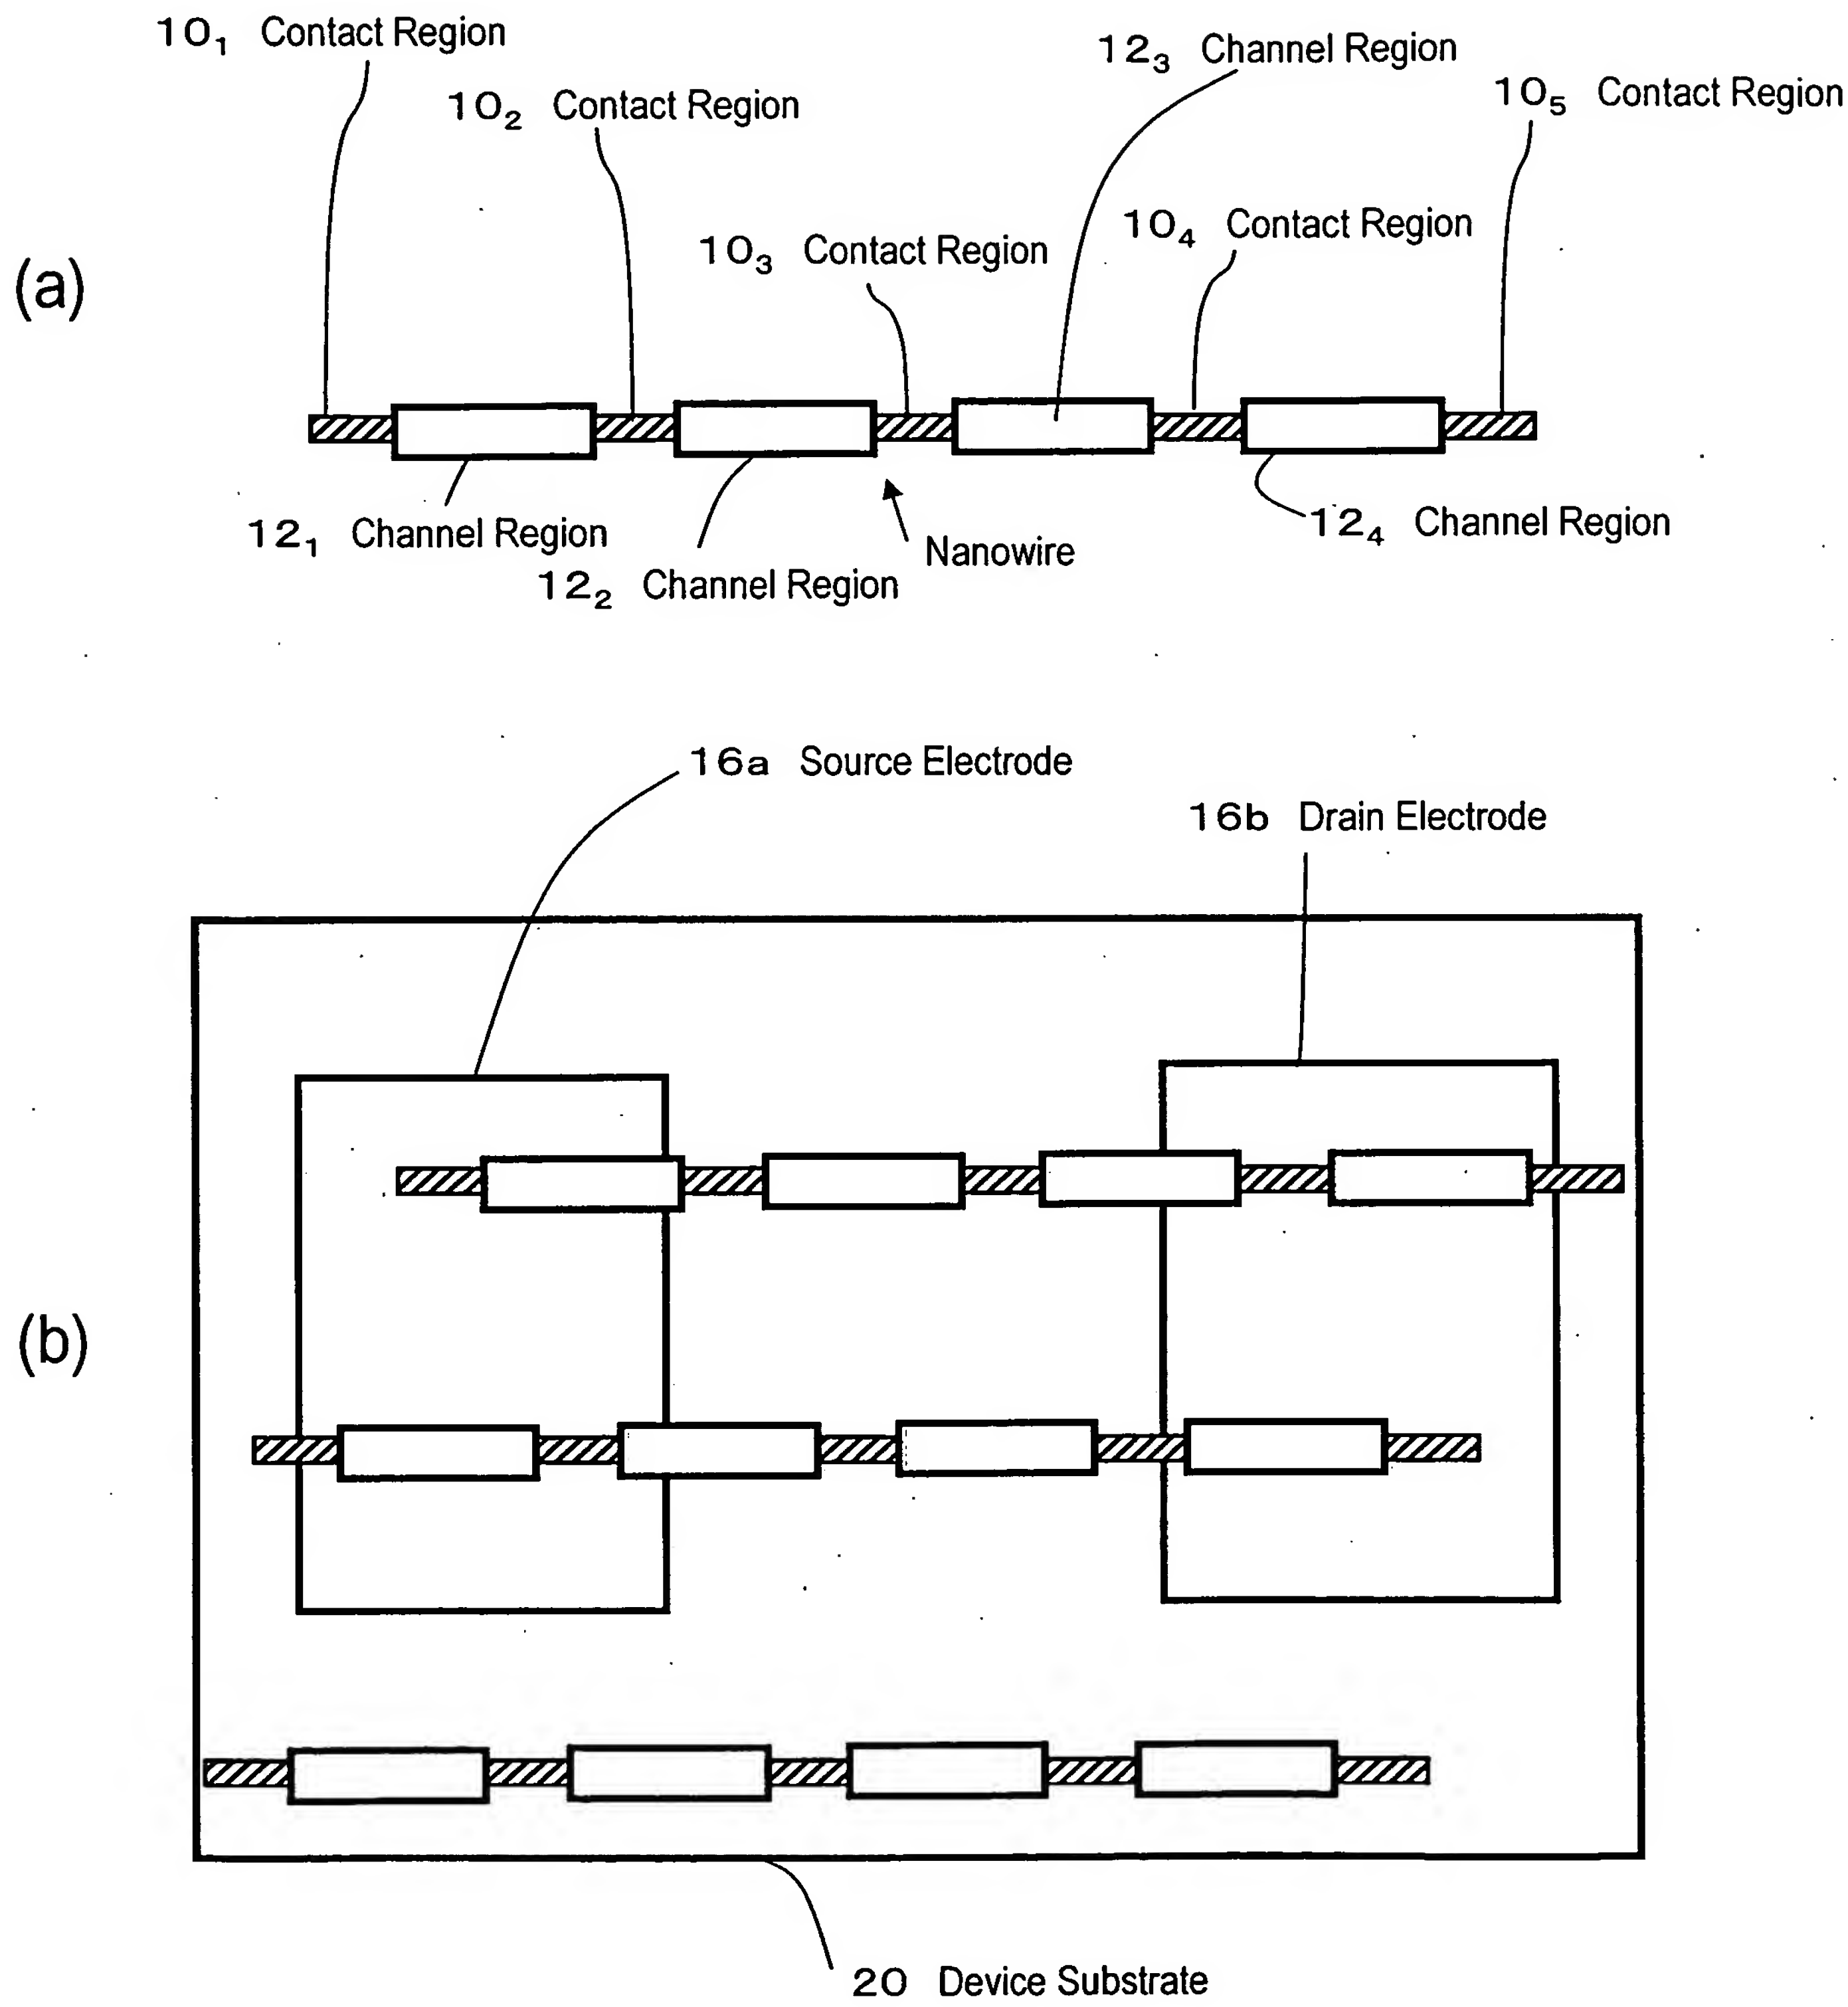 10₁ Contact Region
12₃ Channel Region
10₂ Contact Region
10₅ Contact Region
10₃ Contact Region
10₄ Contact Region
(a)
12₁ Channel Region
12₂ Channel Region
Nanowire
12₄ Channel Region
16a Source Electrode
16b Drain Electrode
(b)
20 Device Substrate